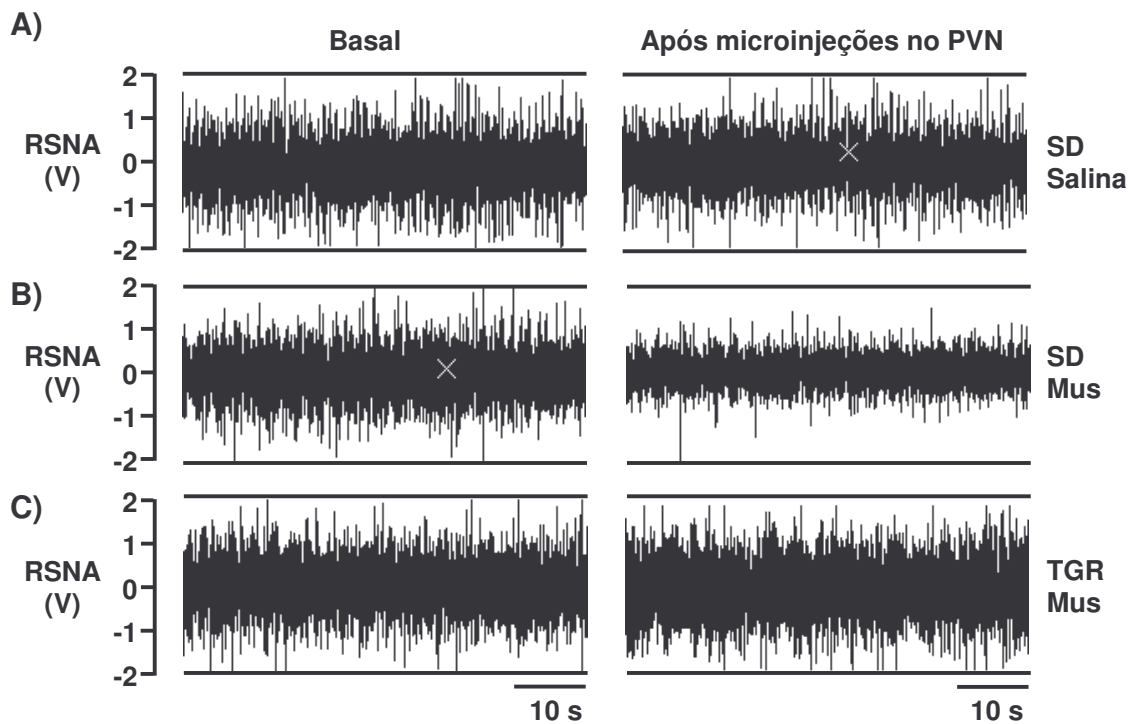 A)
Basal
Após microinjeções no PVN
2
1
RSNA
(V)
0
-1
-2
SD
Salina
B)
2
1
RSNA
(V)
0
-1
-2
SD
Mus
C)
2
1
RSNA
(V)
0
-1
-2
TGR
Mus
10 s
10 s